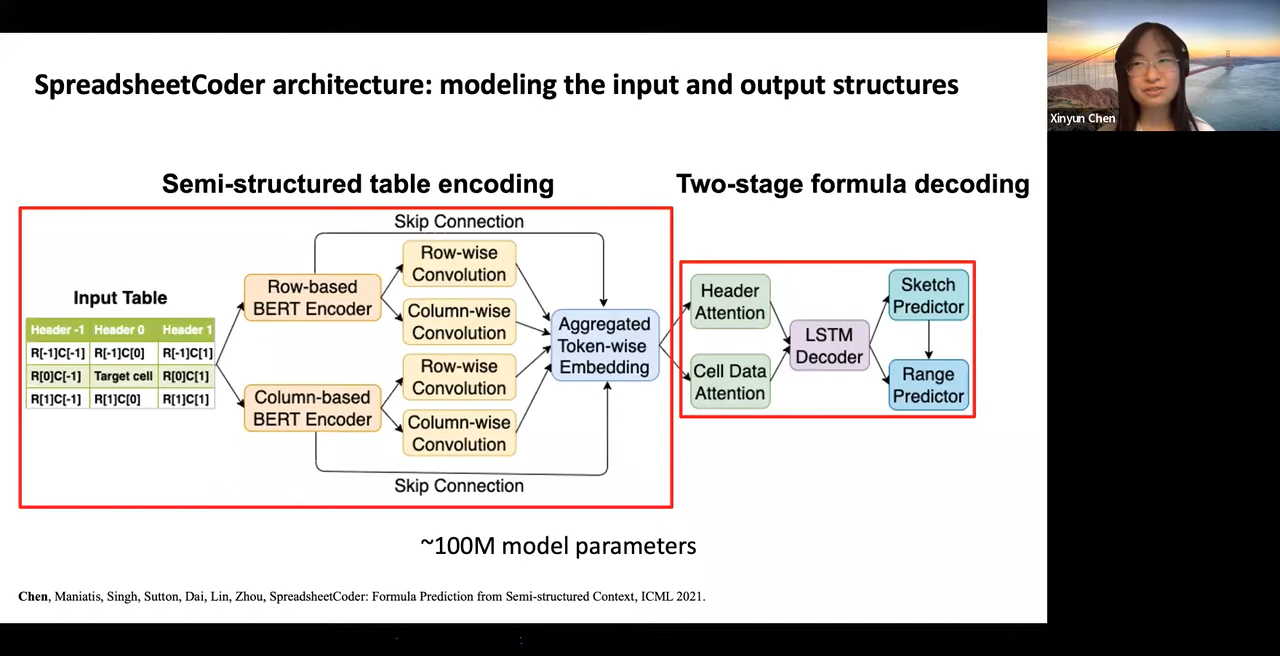 SpreadsheetCoder architecture: modeling the input and output structures
Xinyun Chen
Semi-structured table encoding
Two-stage formula decoding
Skip Connection
Input Table
Header -1 Header 0 Header 1
R[-1]C[-1] R[-1]C[0] R[-1]C[1]
R[0]C[-1] Target cell R[0]C[1]
R[1]C[-1] R[1]C[0] R[1]C[1]
Row-based
BERT Encoder
Column-based
BERT Encoder
Row-wise
Convolution
Column-wise
Convolution
Row-wise
Convolution
Column-wise
Convolution
Skip Connection
Aggregated
Token-wise
Embedding
Header
Attention
Cell Data
Attention
LSTM
Decoder
Sketch
Predictor
Range
Predictor
~100M model parameters
Chen, Maniatis, Singh, Sutton, Dai, Lin, Zhou, SpreadsheetCoder: Formula Prediction from Semi-structured Context, ICML 2021.